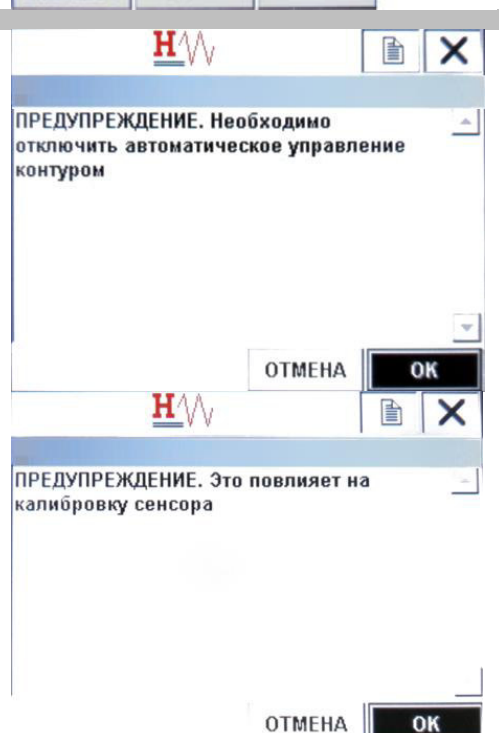 H
ПРЕДУПРЕЖДЕНИЕ. Необходимо
отключить автоматическое управление
контуром
ОТМЕНА OK
H
ПРЕДУПРЕЖДЕНИЕ. Это повлияет на
калибровку сенсора
ОТМЕНА OK